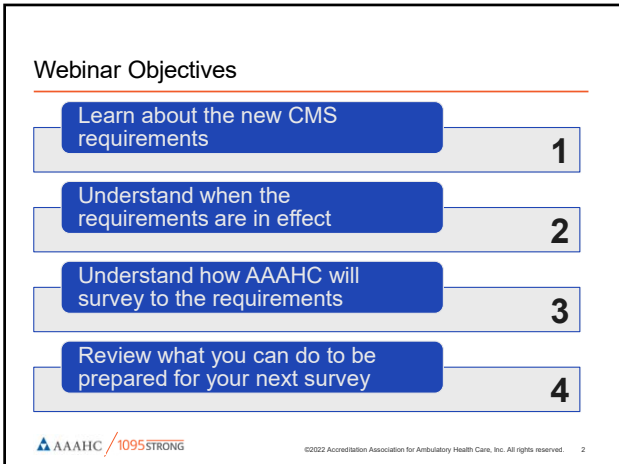 Webinar Objectives
Learn about the new CMS
requirements
1
Understand when the
requirements are in effect
2
Understand how AAAHC will
survey to the requirements
3
Review what you can do to be
prepared for your next survey
4
AAAHC / 1095 STRONG
©2022 Accreditation Association for Ambulatory Health Care, Inc. All rights reserved. 2